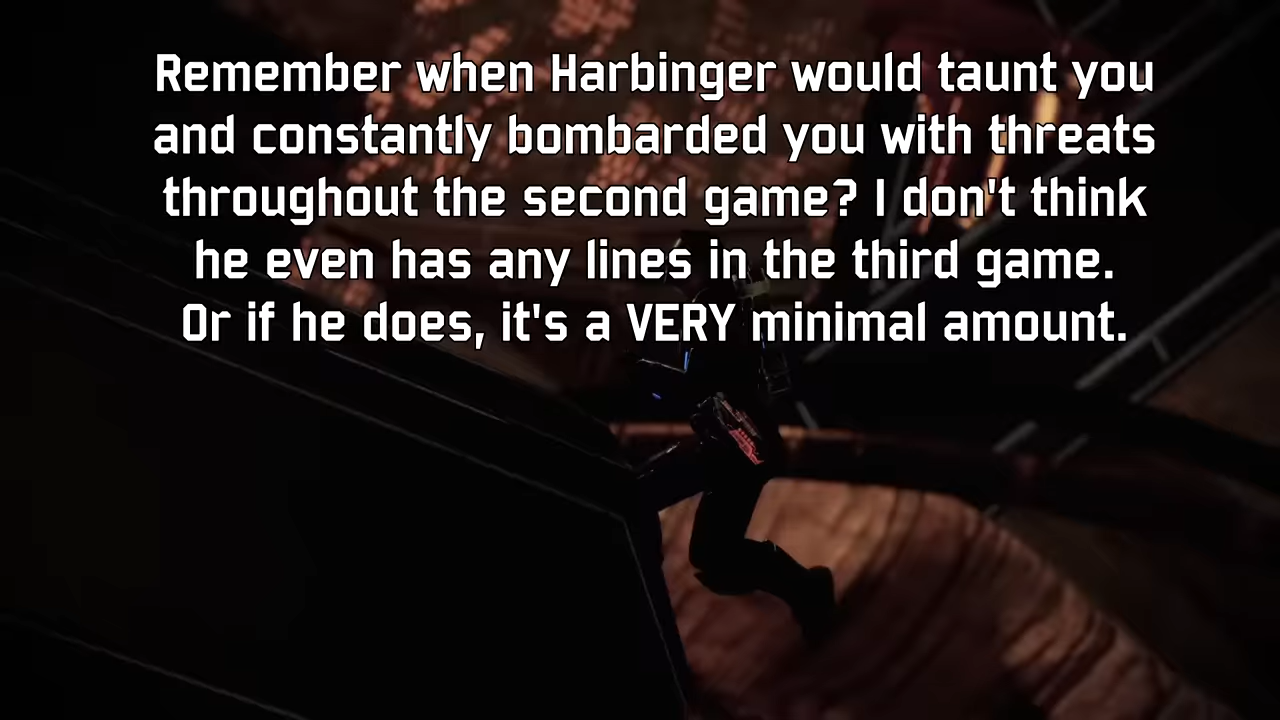 Remember when Harbinger would taunt you
and constantly bombarded you with threats
throughout the second game? I don't think
he even has any lines in the third game.
Or if he does, it's a VERY minimal amount.